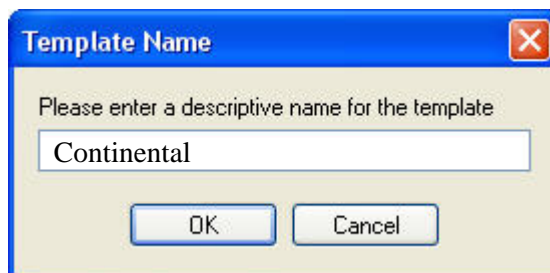 Template Name
Please enter a descriptive name for the template
Continental
OK Cancel